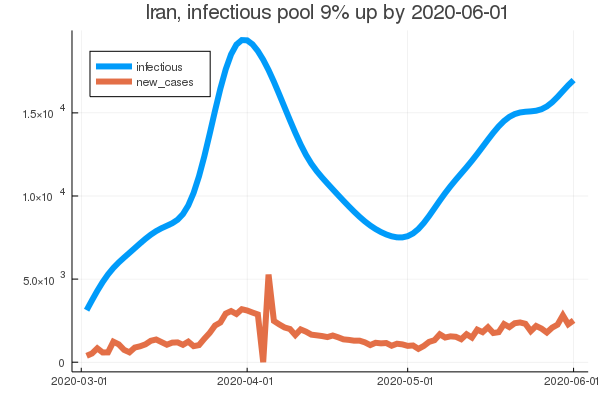 Iran, infectious pool 9% up by 2020-06-01
infectious
new_cases
1.5×10⁴
1.0×10⁴
5.0×10³
0
2020-03-01 2020-04-01 2020-05-01 2020-06-01